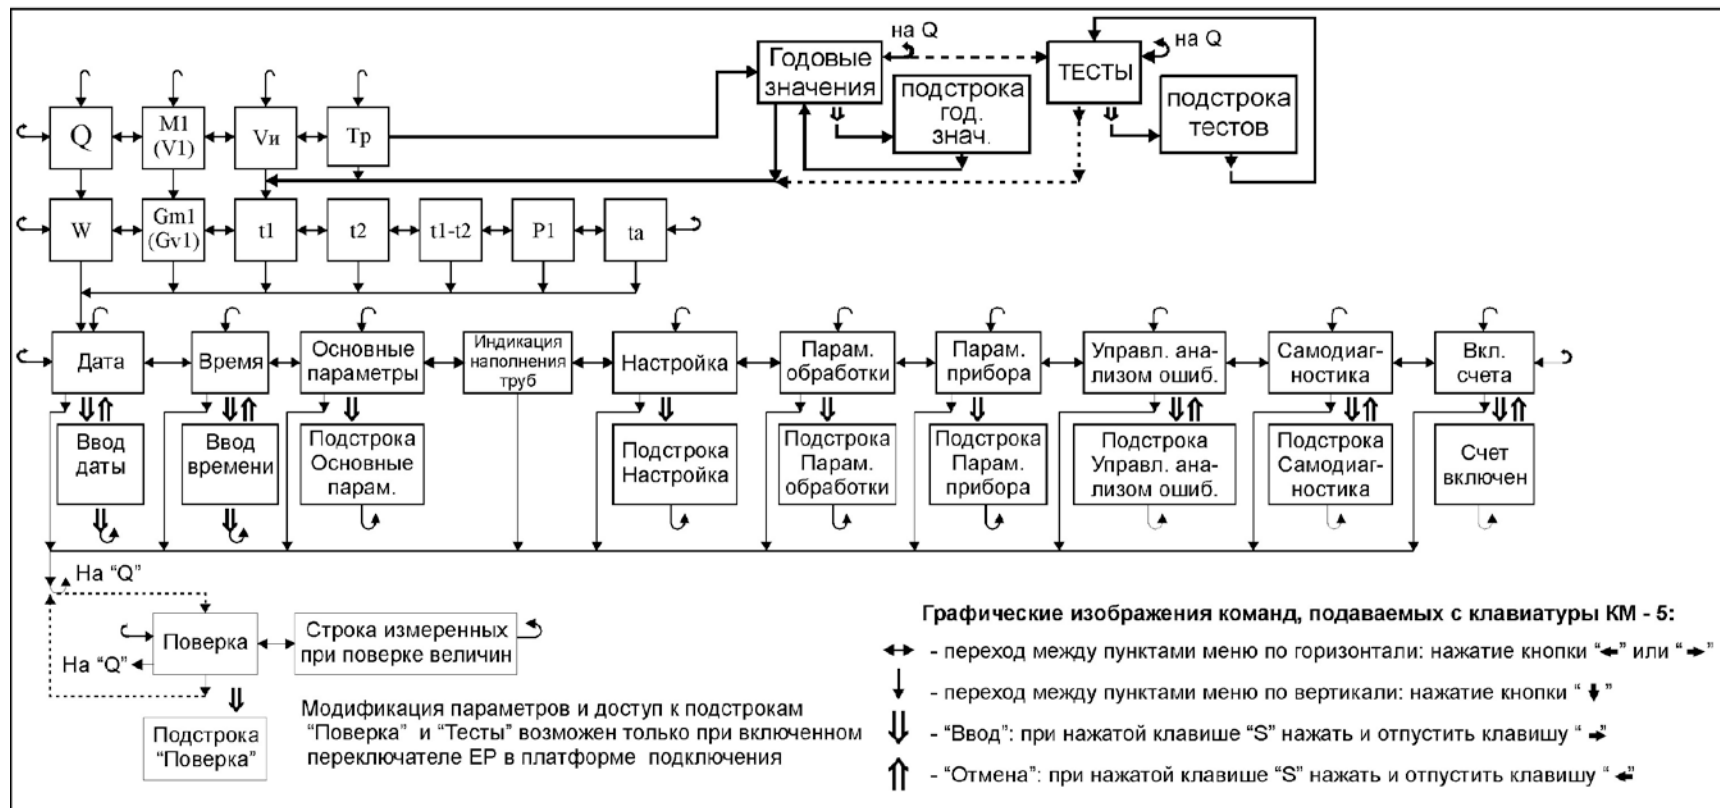 на Q
на Q
Годовые
значения
ТЕСТЫ
подстрока
год.
знач.
подстрока
тестов
Q
M1
(V1)
Vи
Тр
W
Gm1
(Gv1)
t1
t2
t1-t2
P1
ta
Дата
Время
Основные
параметры
Индикация
наполнения
труб
Настройка
Парам.
обработки
Парам.
прибора
Управл. ана-
лизом ошиб.
Самодиаг-
ностика
Вкл.
счета
Ввод
даты
Ввод
времени
Подстрока
Основные
парам.
Подстрока
Настройка
Подстрока
Парам.
обработки
Подстрока
Парам.
прибора
Подстрока
Управл. ана-
лизом ошиб.
Подстрока
Самодиаг-
ностика
Счет
включен
На “Q”
Поверка
Строка измеренных
при поверке величин
На “Q”
Подстрока
“Поверка”
Модификация параметров и доступ к подстрокам
“Поверка” и “Тесты” возможен только при включенном
переключателе ЕР в платформе подключения
Графические изображения команд, подаваемых с клавиатуры КМ - 5:
↔ - переход между пунктами меню по горизонтали: нажатие кнопки “←” или “→”
↓ - переход между пунктами меню по вертикали: нажатие кнопки “↓”
⇓ - “Ввод”: при нажатой клавише “S” нажать и отпустить клавишу “→
⇑ - “Отмена”: при нажатой клавише “S” нажать и отпустить клавишу “←